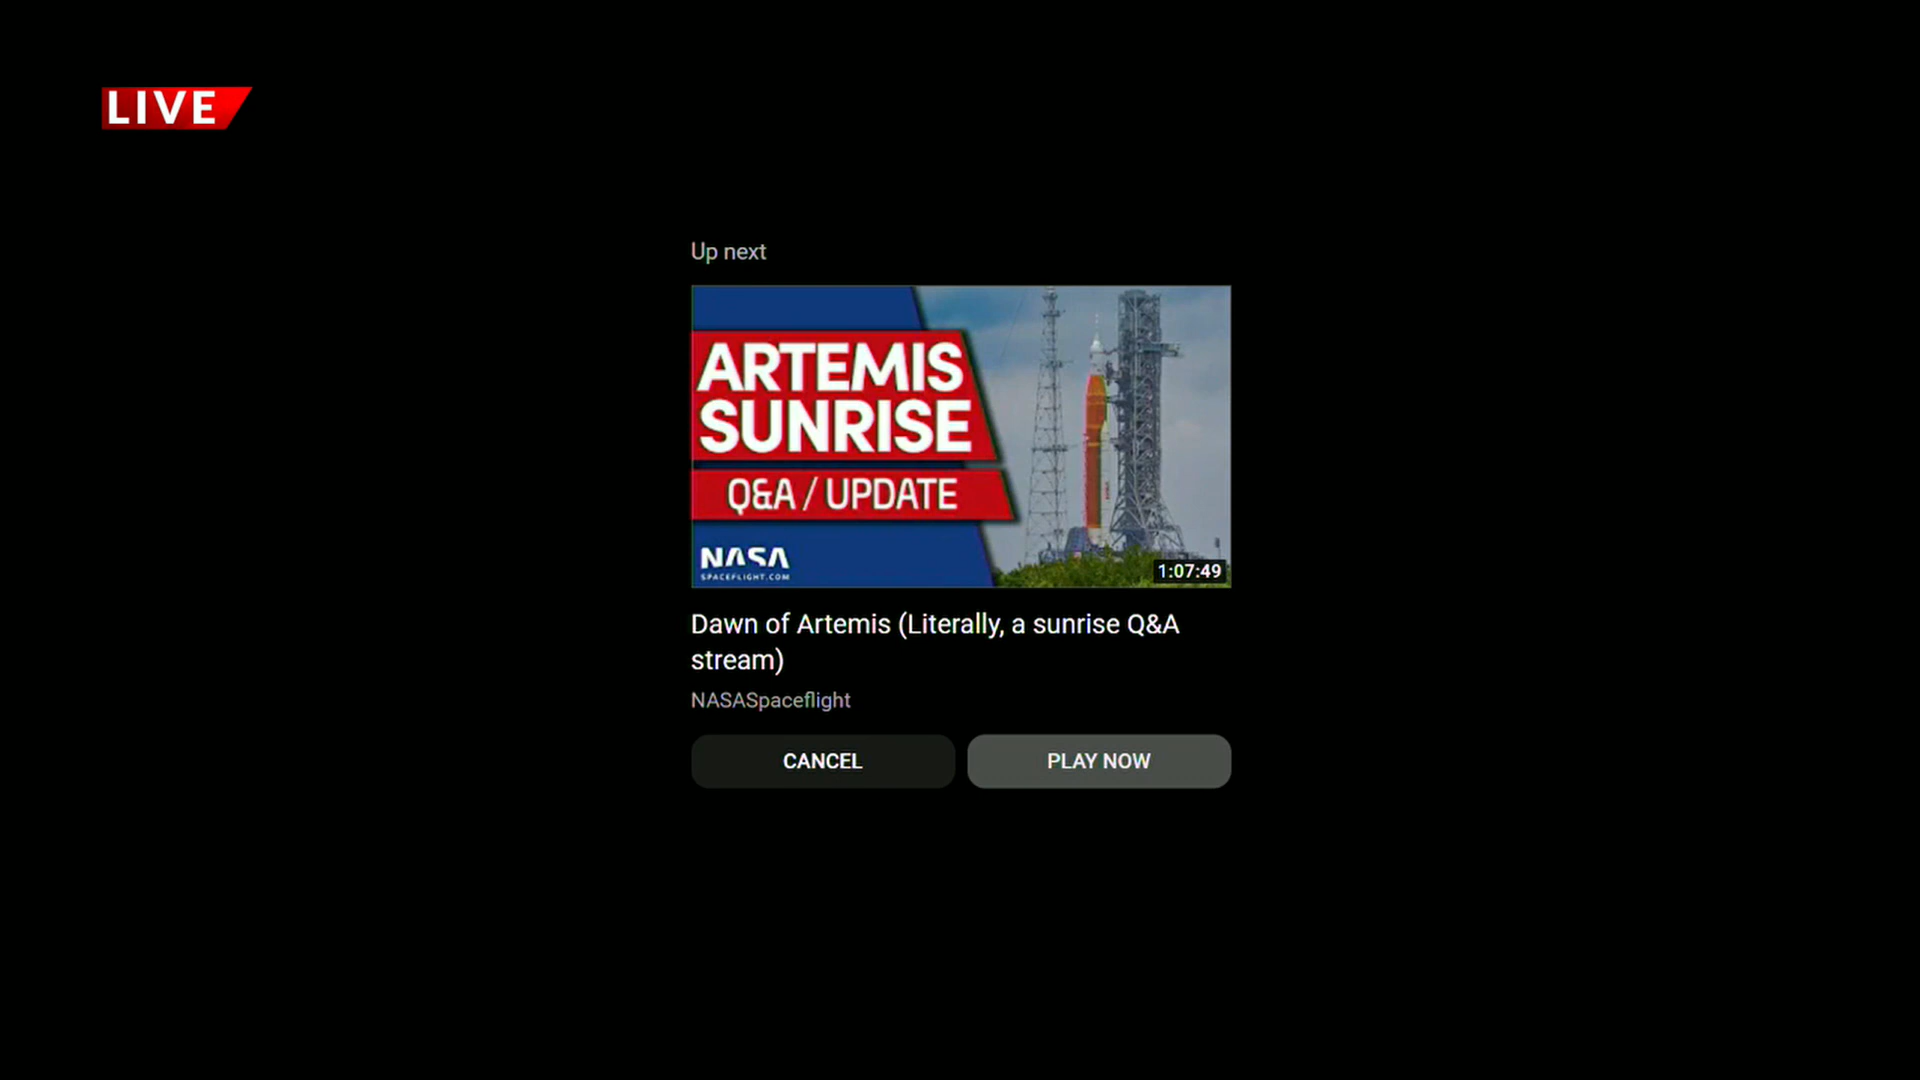 LIVE
Up next
ARTEMIS
SUNRISE
Q&A / UPDATE
NASA
SPACEFLIGHT.COM
1:07:49
Dawn of Artemis (Literally, a sunrise Q&A
stream)
NASASpaceflight
CANCEL
PLAY NOW